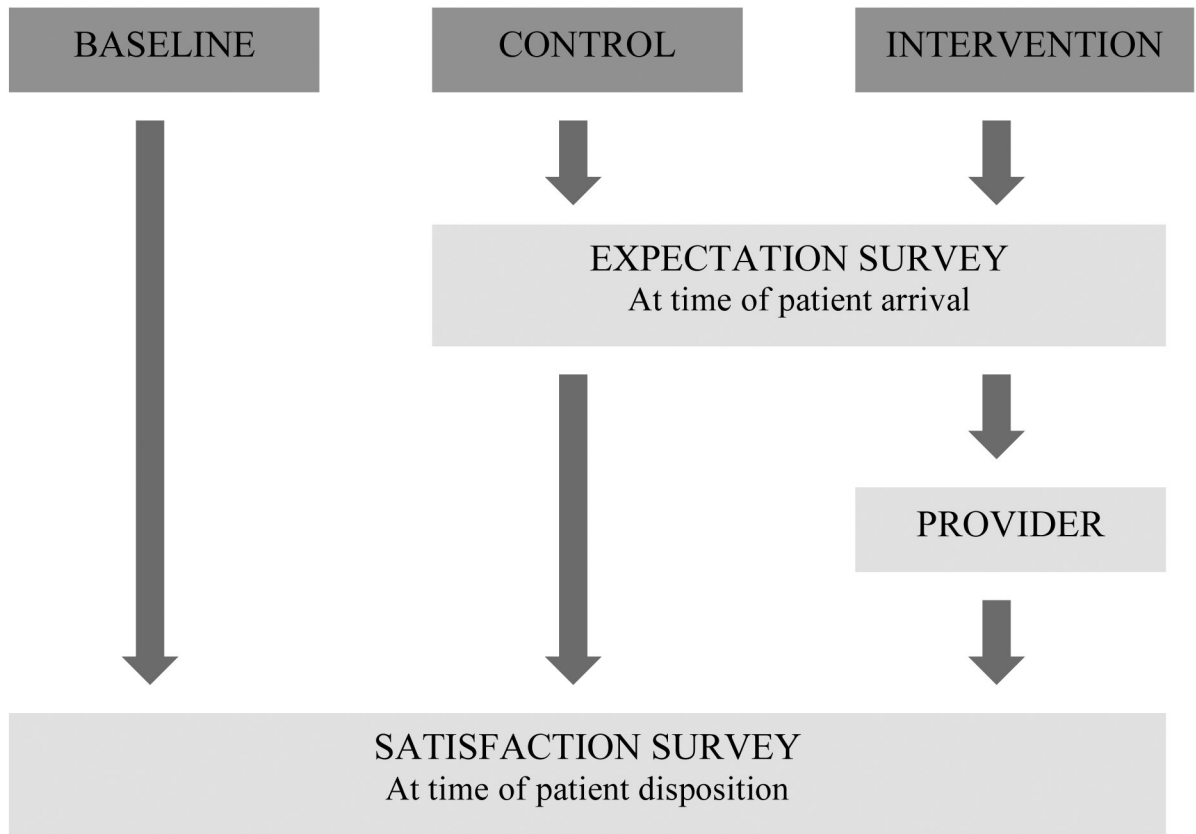 BASELINE
CONTROL
INTERVENTION
EXPECTATION SURVEY
At time of patient arrival
PROVIDER
SATISFACTION SURVEY
At time of patient disposition